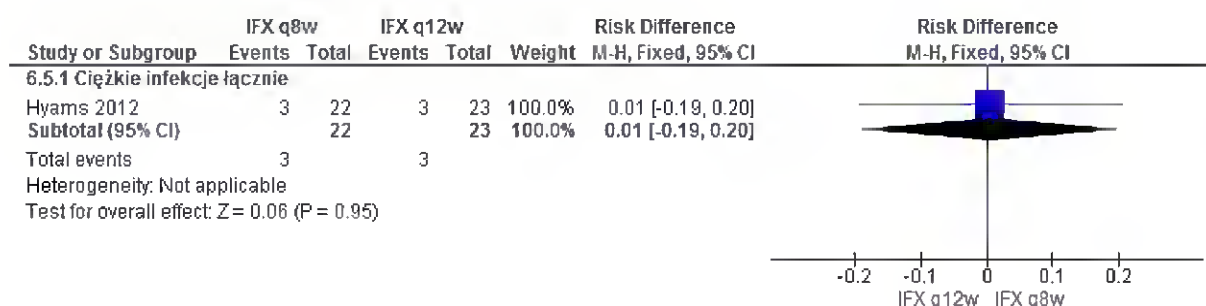 IFX q8w IFX q12w Risk Difference Risk Difference
Study or Subgroup Events Total Events Total Weight M-H, Fixed, 95% CI M-H, Fixed, 95% CI
6.5.1 Ciężkie infekcje łącznie
Hyams 2012 3 22 3 23 100.0% 0.01 [-0.19, 0.20]
Subtotal (95% CI) 22 23 100.0% 0.01 [-0.19, 0.20]
Total events 3 3
Heterogeneity: Not applicable
Test for overall effect: Z = 0.06 (P = 0.95)
-0.2 -0.1 0 0.1 0.2
IFX q12w IFX q8w